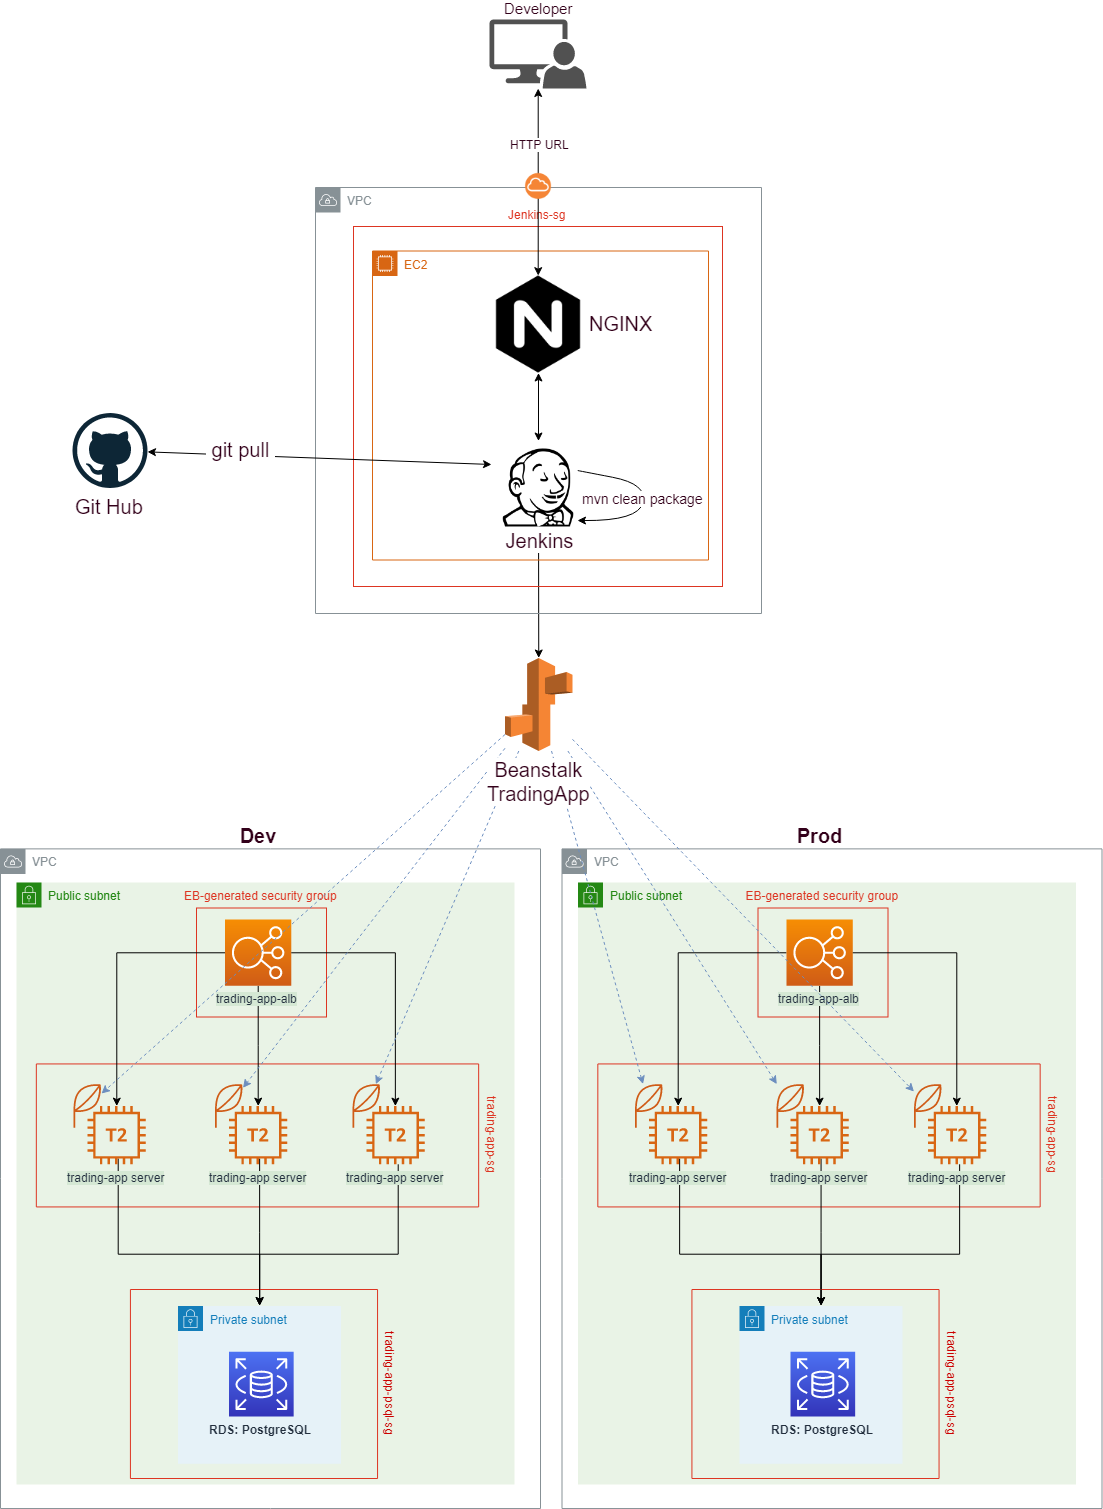 Developer
HTTP URL
VPC
Jenkins-sg
EC2
NGINX
git pull
Git Hub
mvn clean package
Jenkins
Beanstalk
TradingApp
Dev
VPC
Public subnet
EB-generated security group
trading-app-alb
T2
T2
T2
trading-app server
trading-app server
trading-app server
trading-app-sg
Private subnet
RDS: PostgreSQL
trading-app-psql-sg
Prod
VPC
Public subnet
EB-generated security group
trading-app-alb
T2
T2
T2
trading-app server
trading-app server
trading-app server
trading-app-sg
Private subnet
RDS: PostgreSQL
trading-app-psql-sg